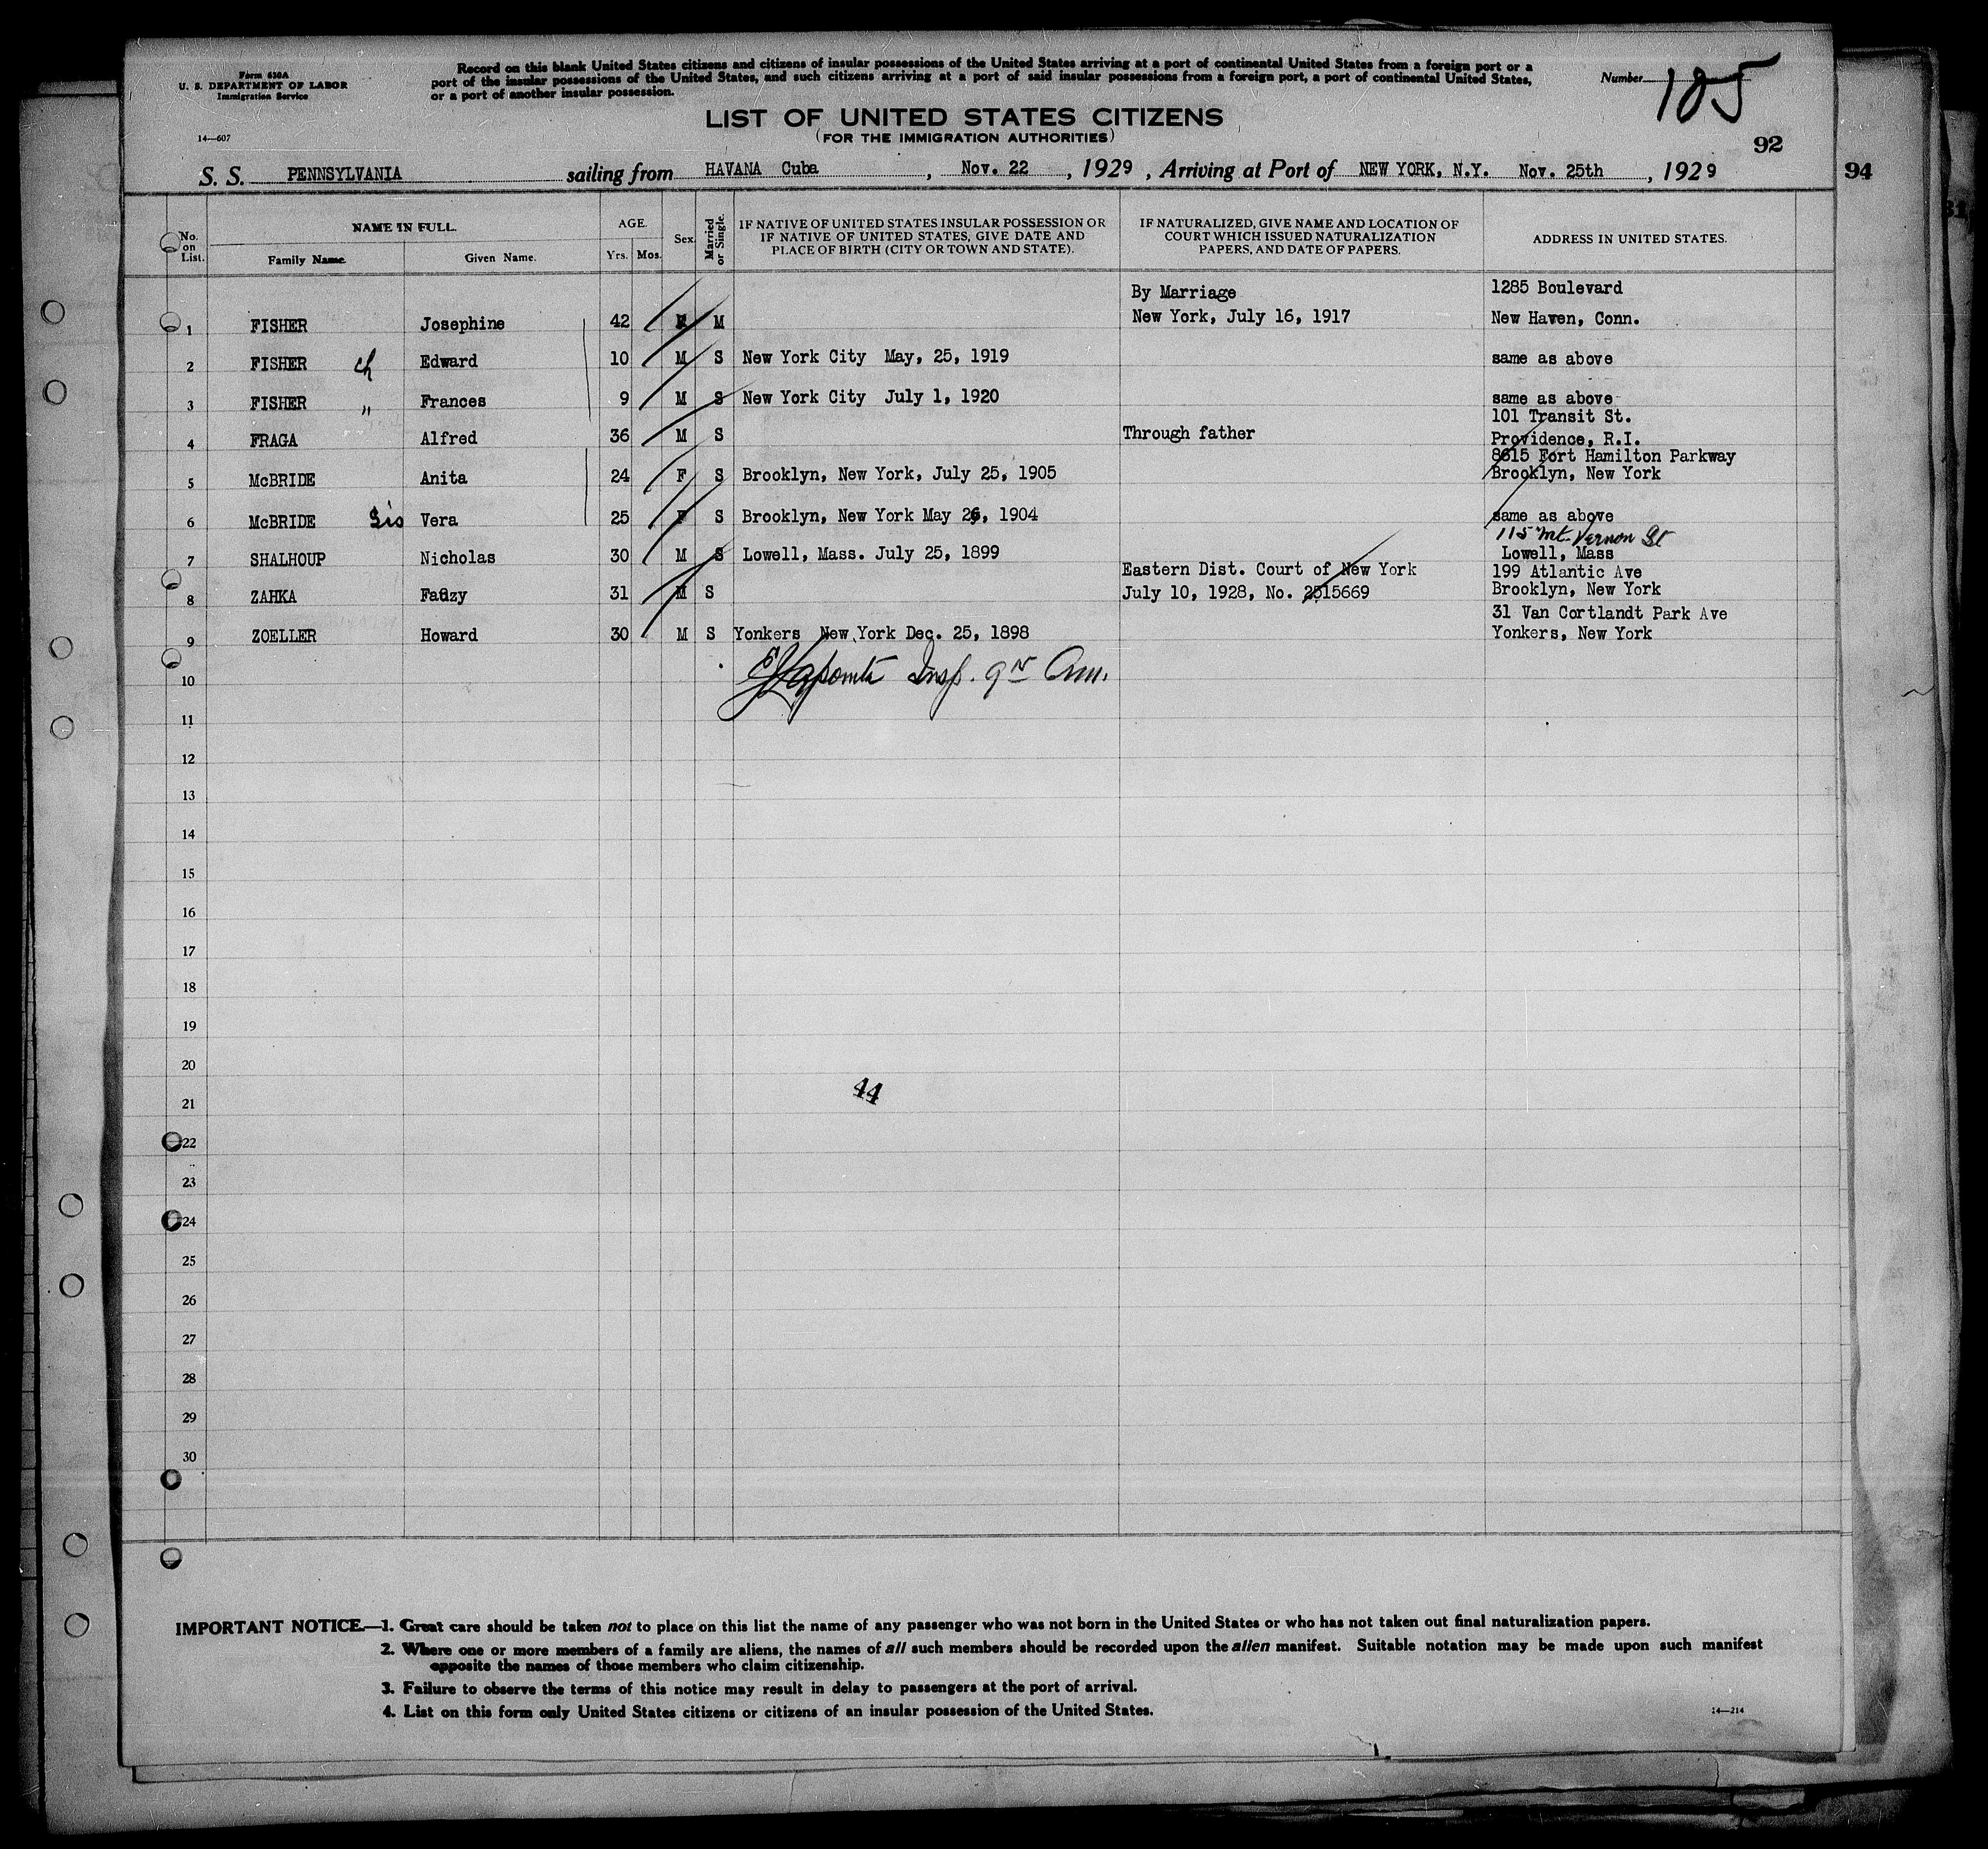 Form 630A
U. S. DEPARTMENT OF LABOR
Immigration Service
14—607
Record on this blank United States citizens and citizens of insular possessions of the United States arriving at a port of continental United States from a foreign port or a
port of the insular possessions of the United States, and such citizens arriving at a port of said insular possessions from a foreign port, a port of continental United States,
or a port of another insular possession.
Number 185
LIST OF UNITED STATES CITIZENS
(FOR THE IMMIGRATION AUTHORITIES)
92
94
S. S. PENNSYLVANIA sailing from HAVANA Cuba, Nov. 22, 1929, Arriving at Port of NEW YORK, N.Y. Nov. 25th, 1929
No. on List. NAME IN FULL. Family Name. Given Name. AGE. Yrs. Mos. Sex. Married or Single. IF NATIVE OF UNITED STATES INSULAR POSSESSION OR IF NATIVE OF UNITED STATES, GIVE DATE AND PLACE OF BIRTH (CITY OR TOWN AND STATE). IF NATURALIZED, GIVE NAME AND LOCATION OF COURT WHICH ISSUED NATURALIZATION PAPERS, AND DATE OF PAPERS. ADDRESS IN UNITED STATES.
By Marriage 1285 Boulevard
1 FISHER Josephine 42 F M New York, July 16, 1917 New Haven, Conn.
2 FISHER ch Edward 10 M S New York City May, 25, 1919 same as above
3 FISHER " Frances 9 M S New York City July 1, 1920 same as above
101 Transit St.
4 FRAGA Alfred 36 M S Through father Providence, R.I.
8615 Fort Hamilton Parkway
5 McBRIDE Anita 24 F S Brooklyn, New York, July 25, 1905 Brooklyn, New York
6 McBRIDE Sis Vera 25 F S Brooklyn, New York May 26, 1904 same as above
115 Mt. Vernon St
7 SHALHOUP Nicholas 30 M S Lowell, Mass. July 25, 1899 Lowell, Mass
Eastern Dist. Court of New York 199 Atlantic Ave
8 ZAHKA Fauzy 31 M S July 10, 1928, No. 2515669 Brooklyn, New York
31 Van Cortlandt Park Ave
9 ZOELLER Howard 30 M S Yonkers New York Dec. 25, 1898 Yonkers, New York
10 Insp.
11
12
13
14
15
16
17
18
19
20
44
21
22
23
24
25
26
27
28
29
30
IMPORTANT NOTICE.—1. Great care should be taken not to place on this list the name of any passenger who was not born in the United States or who has not taken out final naturalization papers.
2. Where one or more members of a family are aliens, the names of all such members should be recorded upon the alien manifest. Suitable notation may be made upon such manifest
opposite the names of those members who claim citizenship.
3. Failure to observe the terms of this notice may result in delay to passengers at the port of arrival.
4. List on this form only United States citizens or citizens of an insular possession of the United States.
14—214